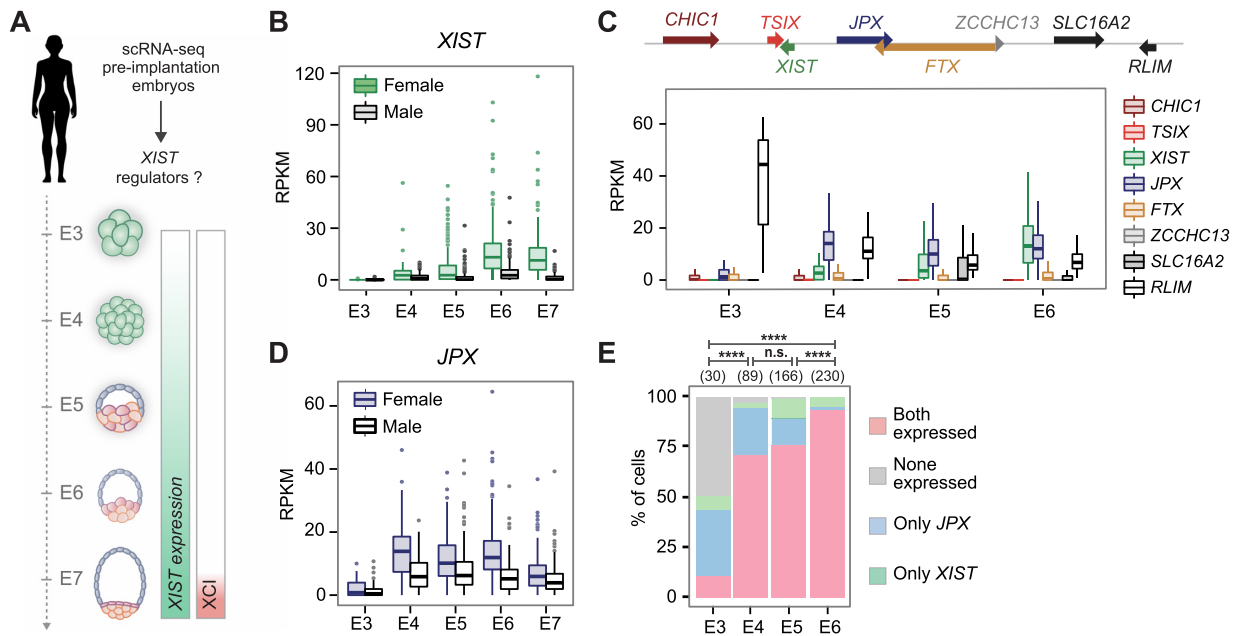 A
scRNA-seq
pre-implantation
embryos
XIST
regulators ?
E3
E4
E5
E6
E7
XIST expression
XCI
B
XIST
RPKM
120
90
60
30
0
Female
Male
E3 E4 E5 E6 E7
C
CHIC1 TSIX JPX ZCCHC13 SLC16A2
XIST FTX RLIM
RPKM
60
40
20
0
E3 E4 E5 E6
CHIC1
TSIX
XIST
JPX
FTX
ZCCHC13
SLC16A2
RLIM
D
JPX
RPKM
60
40
20
0
Female
Male
E3 E4 E5 E6 E7
E
****
**** n.s. ****
(30) (89) (166) (230)
% of cells
100
75
50
25
0
E3 E4 E5 E6
Both
expressed
None
expressed
Only JPX
Only XIST